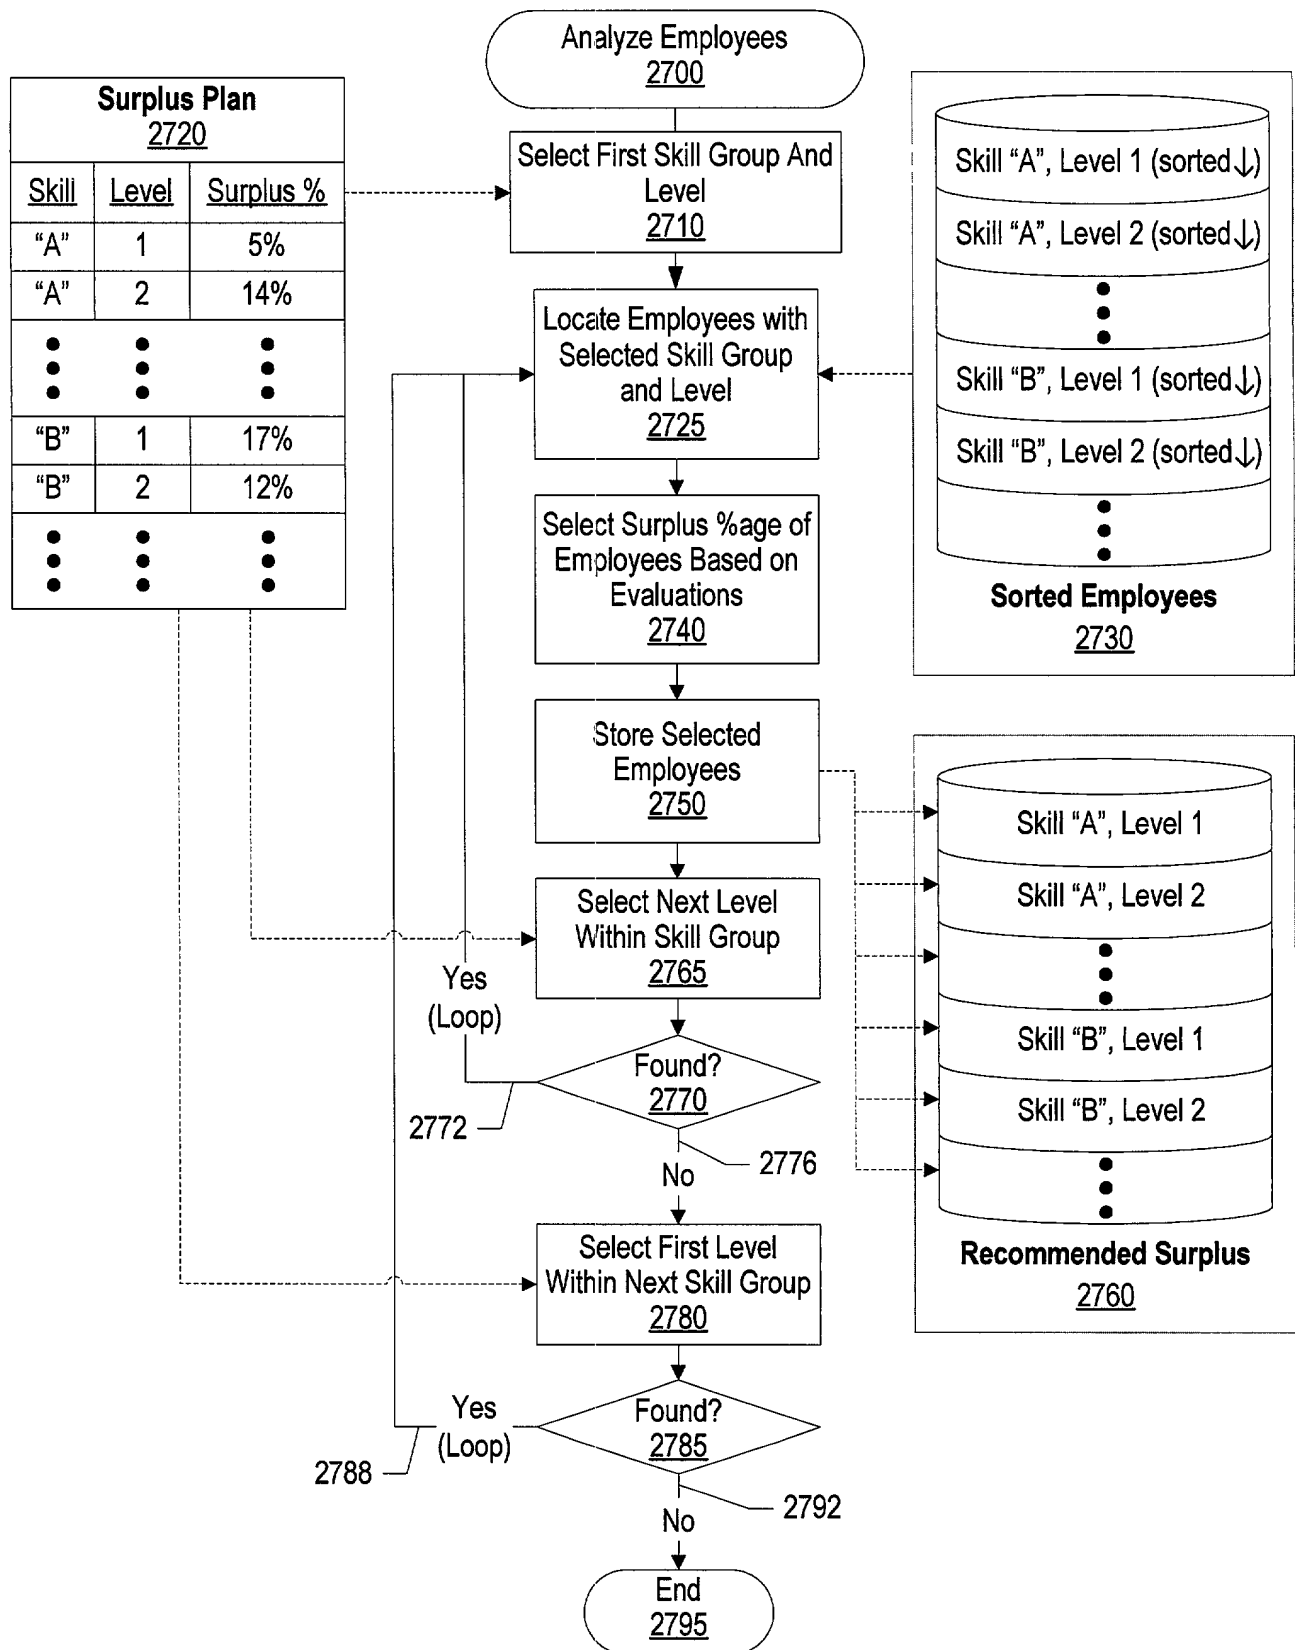 Analyze Employees
2700
Surplus Plan
2720
Skill Level Surplus %
“A” 1 5%
“A” 2 14%
“B” 1 17%
“B” 2 12%
Select First Skill Group And
Level
2710
Skill “A”, Level 1 (sorted↓)
Skill “A”, Level 2 (sorted↓)
Skill “B”, Level 1 (sorted↓)
Skill “B”, Level 2 (sorted↓)
Sorted Employees
2730
Locate Employees with
Selected Skill Group
and Level
2725
Select Surplus %age of
Employees Based on
Evaluations
2740
Store Selected
Employees
2750
Skill “A”, Level 1
Skill “A”, Level 2
Skill “B”, Level 1
Skill “B”, Level 2
Recommended Surplus
2760
Select Next Level
Within Skill Group
2765
Yes
(Loop)
Found?
2770
2772
2776
No
Select First Level
Within Next Skill Group
2780
Yes
(Loop)
Found?
2785
2788
2792
No
End
2795